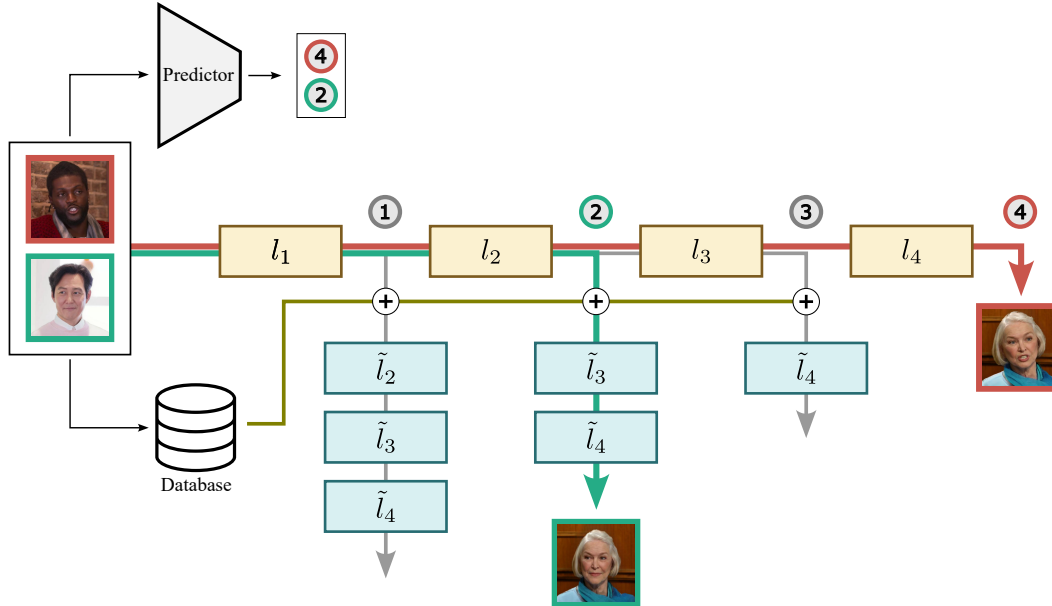 4
Predictor
2
1
2
3
4
l₁
l₂
l₃
l₄
+
+
+
l̃₂
l̃₃
l̃₄
l̃₃
l̃₄
l̃₄
Database